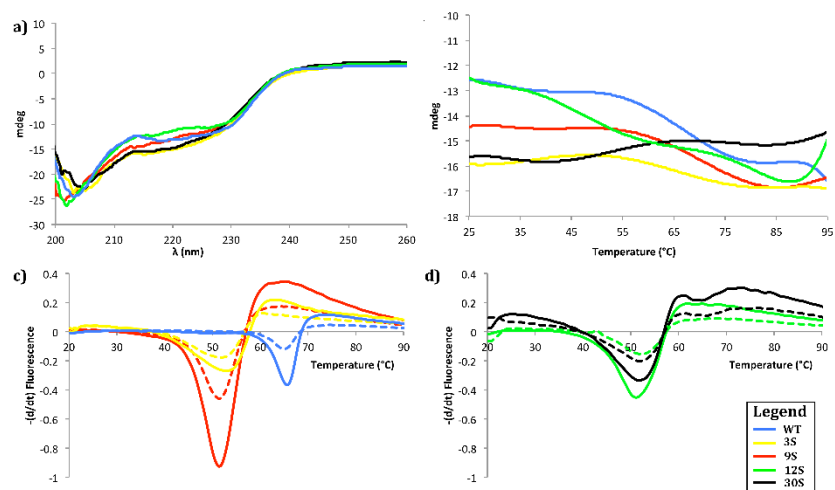 a)
mdeg
10
5
0
-5
-10
-15
-20
-25
-30
200 210 220 230 240 250 260
λ (nm)
mdeg
-10
-11
-12
-13
-14
-15
-16
-17
-18
25 35 45 55 65 75 85 95
Temperature (°C)
c)
-(d/dt) Fluorescence
0.4
0.2
0
-0.2
-0.4
-0.6
-0.8
-1
20 30 40 50 60 70 80 90
Temperature (°C)
d)
-(d/dt) Fluorescence
0.4
0.2
0
-0.2
-0.4
-0.6
-0.8
-1
20 30 40 50 60 70 80 90
Temperature (°C)
Legend
WT
3S
9S
12S
30S